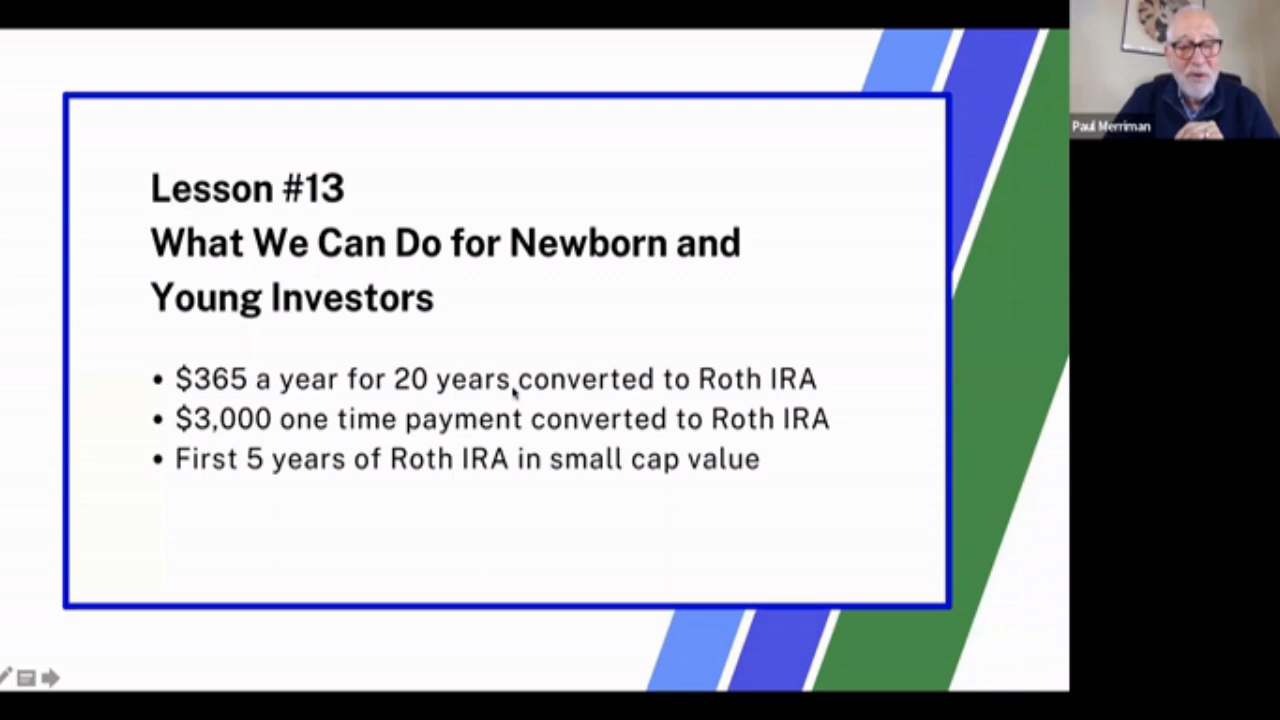 Lesson #13
What We Can Do for Newborn and
Young Investors
• $365 a year for 20 years converted to Roth IRA
• $3,000 one time payment converted to Roth IRA
• First 5 years of Roth IRA in small cap value
Paul Merriman